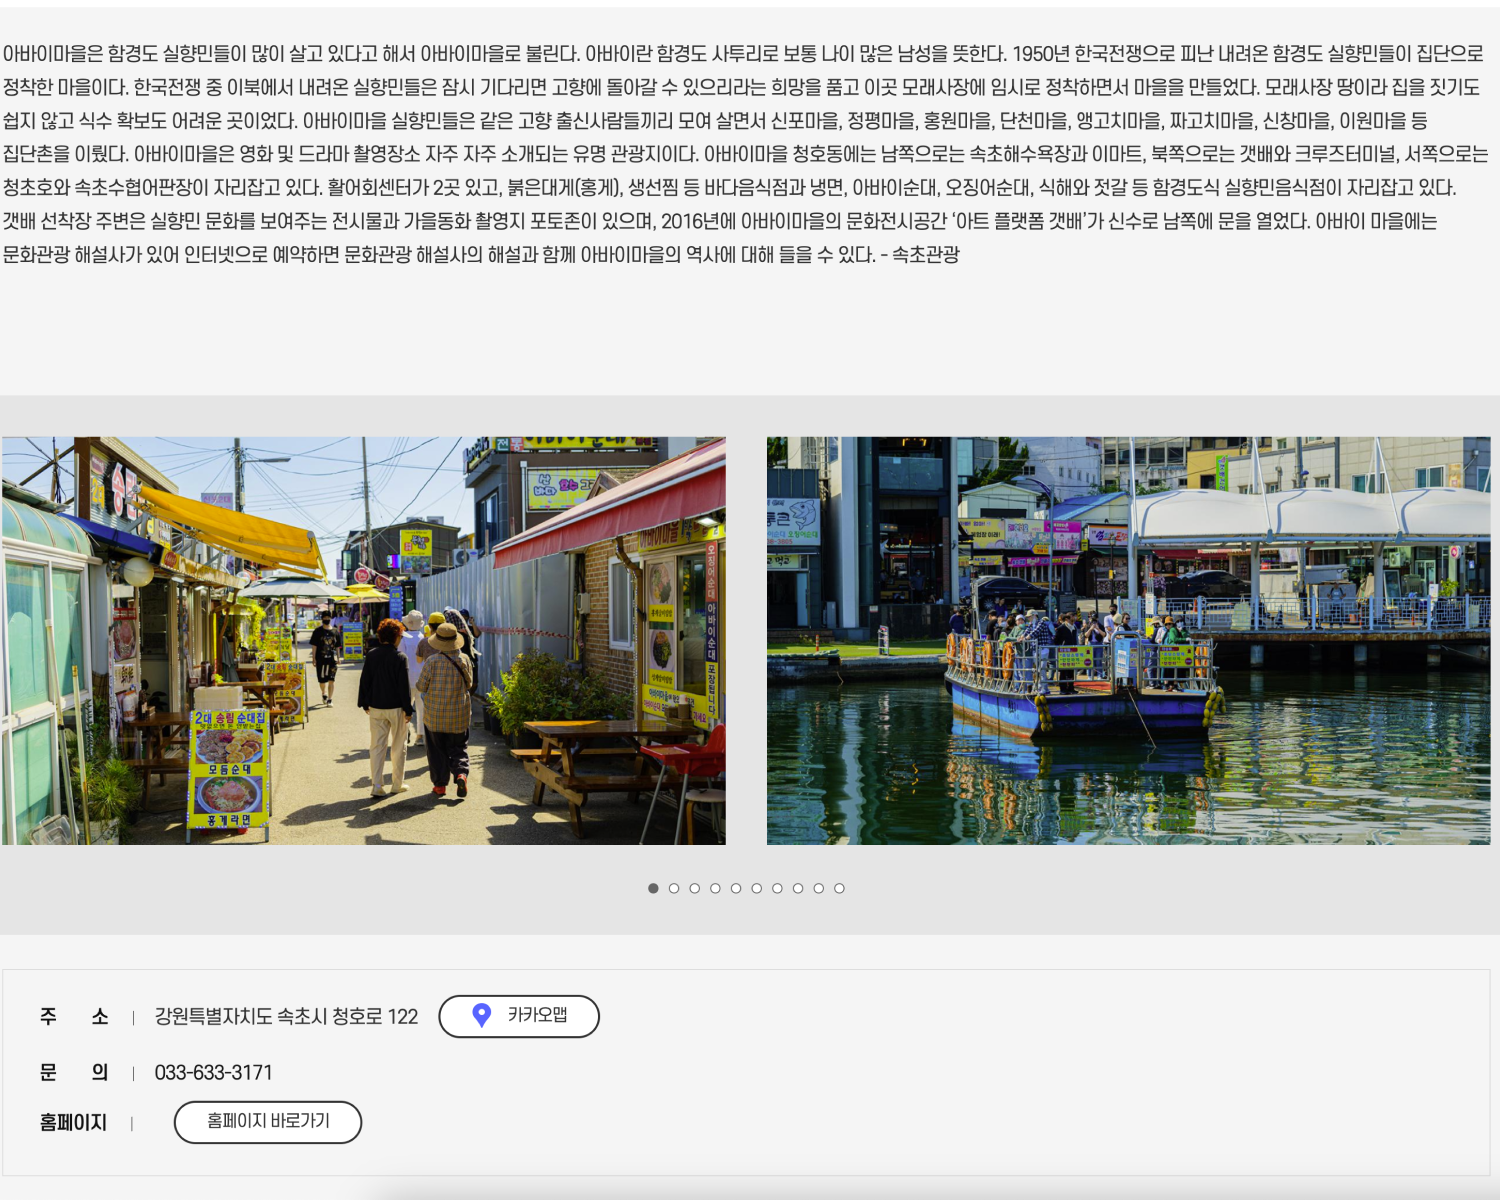 아바이마을은 함경도 실향민들이 많이 살고 있다고 해서 아바이마을로 불린다. 아바이란 함경도 사투리로 보통 나이 많은 남성을 뜻한다. 1950년 한국전쟁으로 피난 내려온 함경도 실향민들이 집단으로
정착한 마을이다. 한국전쟁 중 이북에서 내려온 실향민들은 잠시 기다리면 고향에 돌아갈 수 있으리라는 희망을 품고 이곳 모래사장에 임시로 정착하면서 마을을 만들었다. 모래사장 땅이라 집을 짓기도
쉽지 않고 식수 확보도 어려운 곳이었다. 아바이마을 실향민들은 같은 고향 출신사람들끼리 모여 살면서 신포마을, 정평마을, 홍원마을, 단천마을, 앵고치마을, 짜고치마을, 신창마을, 이원마을 등
집단촌을 이뤘다. 아바이마을은 영화 및 드라마 촬영장소 자주 자주 소개되는 유명 관광지이다. 아바이마을 청호동에는 남쪽으로는 속초해수욕장과 이마트, 북쪽으로는 갯배와 크루즈터미널, 서쪽으로는
청초호와 속초수협어판장이 자리잡고 있다. 활어회센터가 2곳 있고, 붉은대게(홍게), 생선찜 등 바다음식점과 냉면, 아바이순대, 오징어순대, 식해와 젓갈 등 함경도식 실향민음식점이 자리잡고 있다.
갯배 선착장 주변은 실향민 문화를 보여주는 전시물과 가을동화 촬영지 포토존이 있으며, 2016년에 아바이마을의 문화전시공간 ‘아트 플랫폼 갯배’가 신수로 남쪽에 문을 열었다. 아바이 마을에는
문화관광 해설사가 있어 인터넷으로 예약하면 문화관광 해설사의 해설과 함께 아바이마을의 역사에 대해 들을 수 있다. - 속초관광
송림
아바이마을
오징어순대 아바이순대 포장됩니다
2대 송림 순대집
모듬순대
홍게라면
주 소 | 강원특별자치도 속초시 청호로 122 카카오맵
문 의 | 033-633-3171
홈페이지 | 홈페이지 바로가기